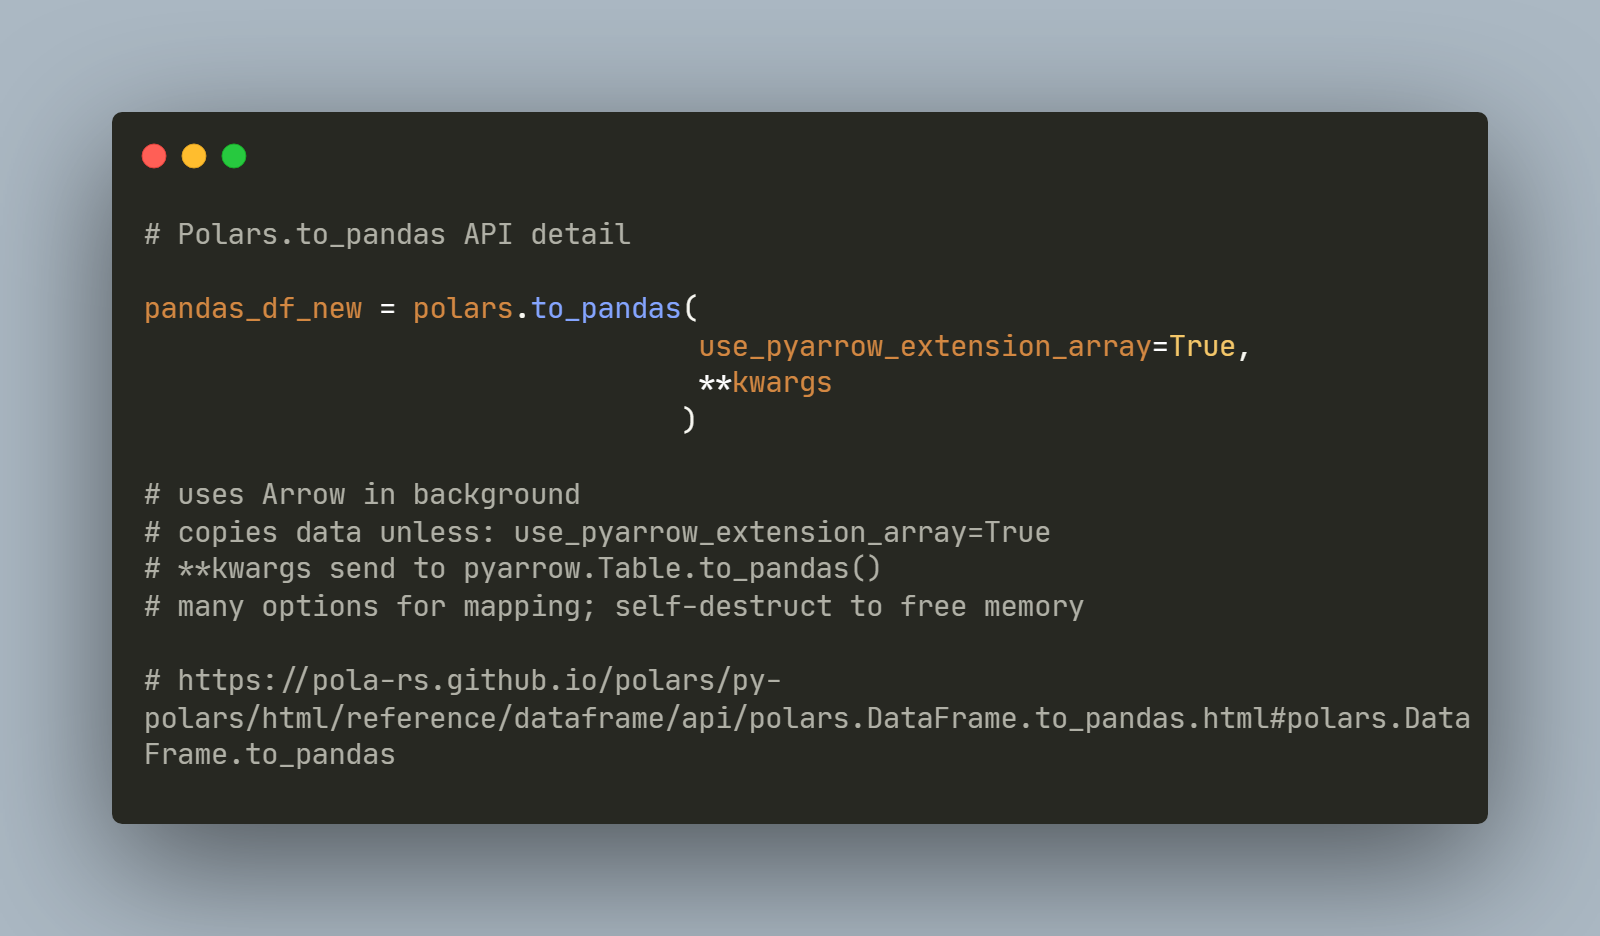 # Polars.to_pandas API detail
pandas_df_new = polars.to_pandas(
use_pyarrow_extension_array=True,
**kwargs
)
# uses Arrow in background
# copies data unless: use_pyarrow_extension_array=True
# **kwargs send to pyarrow.Table.to_pandas()
# many options for mapping; self-destruct to free memory
# https://pola-rs.github.io/polars/py-
polars/html/reference/dataframe/api/polars.DataFrame.to_pandas.html#polars.Data
Frame.to_pandas